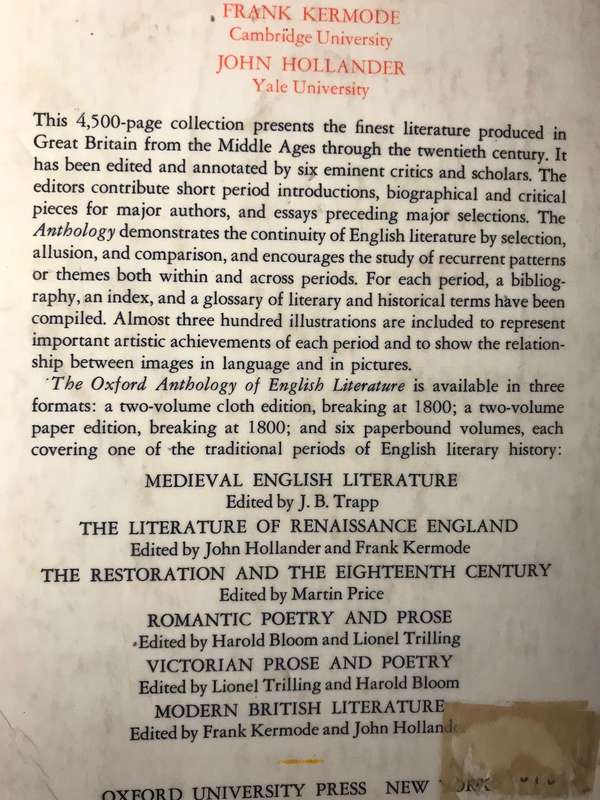 FRANK KERMODE
Cambridge University
JOHN HOLLANDER
Yale University
This 4,500-page collection presents the finest literature produced in
Great Britain from the Middle Ages through the twentieth century. It
has been edited and annotated by six eminent critics and scholars. The
editors contribute short period introductions, biographical and critical
pieces for major authors, and essays preceding major selections. The
Anthology demonstrates the continuity of English literature by selection,
allusion, and comparison, and encourages the study of recurrent patterns
or themes both within and across periods. For each period, a bibliog-
raphy, an index, and a glossary of literary and historical terms have been
compiled. Almost three hundred illustrations are included to represent
important artistic achievements of each period and to show the relation-
ship between images in language and in pictures.
The Oxford Anthology of English Literature is available in three
formats: a two-volume cloth edition, breaking at 1800; a two-volume
paper edition, breaking at 1800; and six paperbound volumes, each
covering one of the traditional periods of English literary history:
MEDIEVAL ENGLISH LITERATURE
Edited by J. B. Trapp
THE LITERATURE OF RENAISSANCE ENGLAND
Edited by John Hollander and Frank Kermode
THE RESTORATION AND THE EIGHTEENTH CENTURY
Edited by Martin Price
ROMANTIC POETRY AND PROSE
Edited by Harold Bloom and Lionel Trilling
VICTORIAN PROSE AND POETRY
Edited by Lionel Trilling and Harold Bloom
MODERN BRITISH LITERATURE
Edited by Frank Kermode and John Hollande
OXFORD UNIVERSITY PRESS NEW YORK